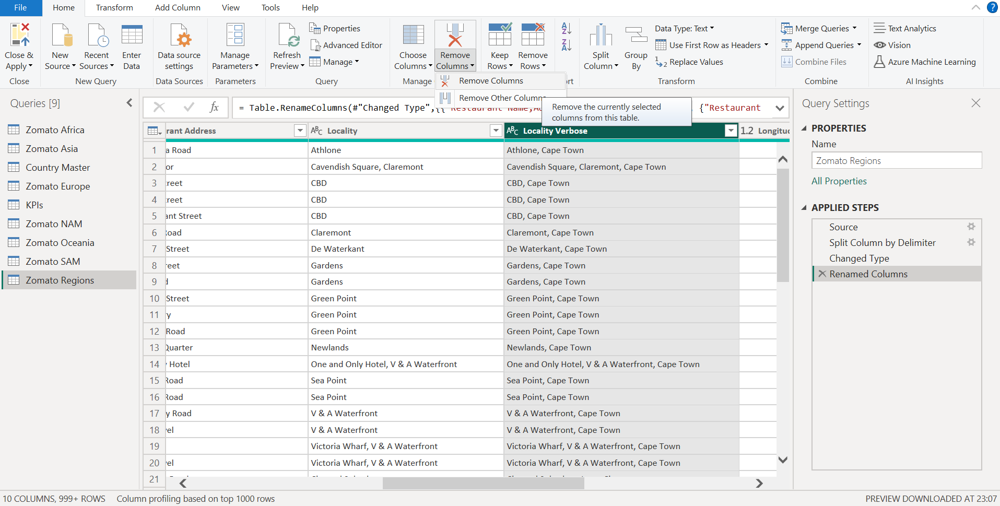 File Home Transform Add Column View Tools Help
Close & Apply
New Source
Recent Sources
Enter Data
Data source settings
Manage Parameters
Refresh Preview
Properties
Advanced Editor
Manage
Choose Columns
Remove Columns
Keep Rows
Remove Rows
A Z
Z A
Split Column
Group By
Data Type: Text
Use First Row as Headers
1 2 Replace Values
Merge Queries
Append Queries
Combine Files
Text Analytics
Vision
Azure Machine Learning
Close New Query Data Sources Parameters Query Manage rt Transform Combine AI Insights
Remove Columns
Remove Other Columns
Remove the currently selected
columns from this table.
Queries [9]
Zomato Africa
Zomato Asia
Country Master
Zomato Europe
KPIs
Zomato NAM
Zomato Oceania
Zomato SAM
Zomato Regions
fx
= Table.RenameColumns(#"Changed Type",{{ {"Restaurant
rant Address ABC Locality ABC Locality Verbose 1.2 Longitud
1 a Road Athlone Athlone, Cape Town
2 or Cavendish Square, Claremont Cavendish Square, Claremont, Cape Town
3 treet CBD CBD, Cape Town
4 treet CBD CBD, Cape Town
5 ant Street CBD CBD, Cape Town
6 Road Claremont Claremont, Cape Town
7 Street De Waterkant De Waterkant, Cape Town
8 reet Gardens Gardens, Cape Town
9 d Gardens Gardens, Cape Town
10 Street Green Point Green Point, Cape Town
11 y Green Point Green Point, Cape Town
12 Road Green Point Green Point, Cape Town
13 Quarter Newlands Newlands, Cape Town
14 Hotel One and Only Hotel, V & A Waterfront One and Only Hotel, V & A Waterfront, Cape Town
15 Road Sea Point Sea Point, Cape Town
16 Road Sea Point Sea Point, Cape Town
17 y Road V & A Waterfront V & A Waterfront, Cape Town
18 el V & A Waterfront V & A Waterfront, Cape Town
19 Victoria Wharf, V & A Waterfront Victoria Wharf, V & A Waterfront, Cape Town
20 el Victoria Wharf, V & A Waterfront Victoria Wharf, V & A Waterfront, Cape Town
21
Query Settings
PROPERTIES
Name
Zomato Regions
All Properties
APPLIED STEPS
Source
Split Column by Delimiter
Changed Type
Renamed Columns
10 COLUMNS, 999+ ROWS Column profiling based on top 1000 rows PREVIEW DOWNLOADED AT 23:07